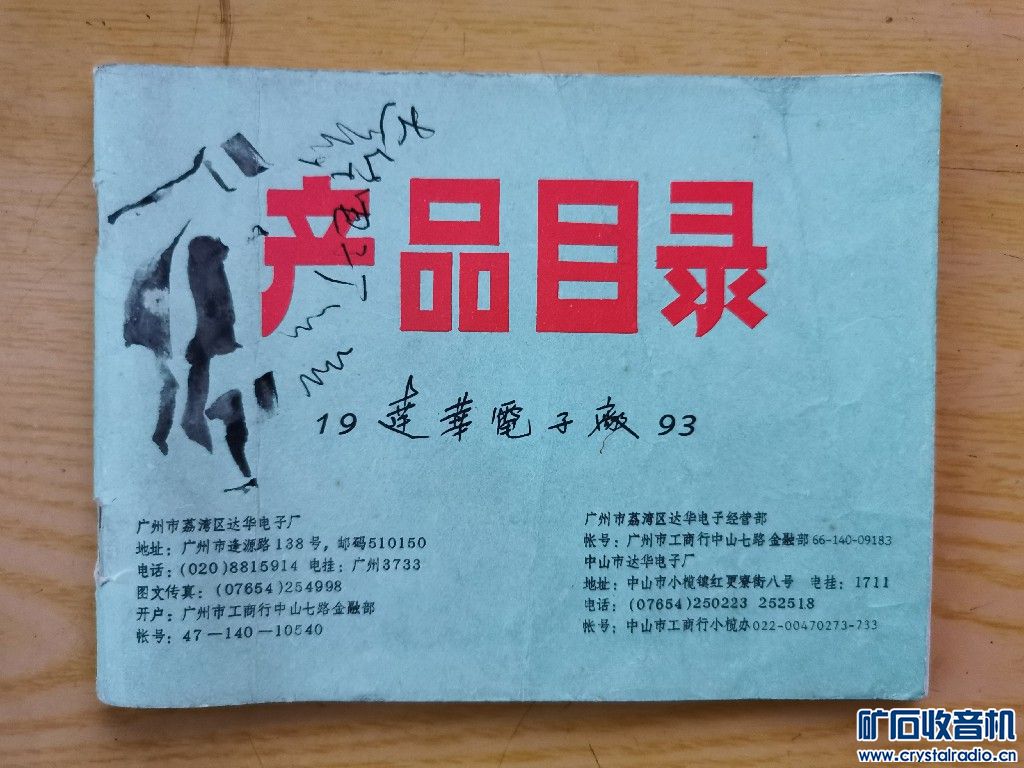 产品目录
19 達華電子廠 93
广州市荔湾区达华电子厂
地址：广州市逢源路138号，邮码510150
电话：(020)8815914 电挂：广州3733
图文传真：(07654)254998
开户：广州市工商行中山七路金融部
帐号：47—140—10540
广州市荔湾区达华电子经营部
帐号：广州市工商行中山七路金融部66-140-09183
中山市达华电子厂
地址：中山市小榄镇红更寮街八号 电挂：1711
电话：(07654)250223 252518
帐号：中山市工商行小榄办022-00470273-733
矿石收音机
www.crystalradio.cn